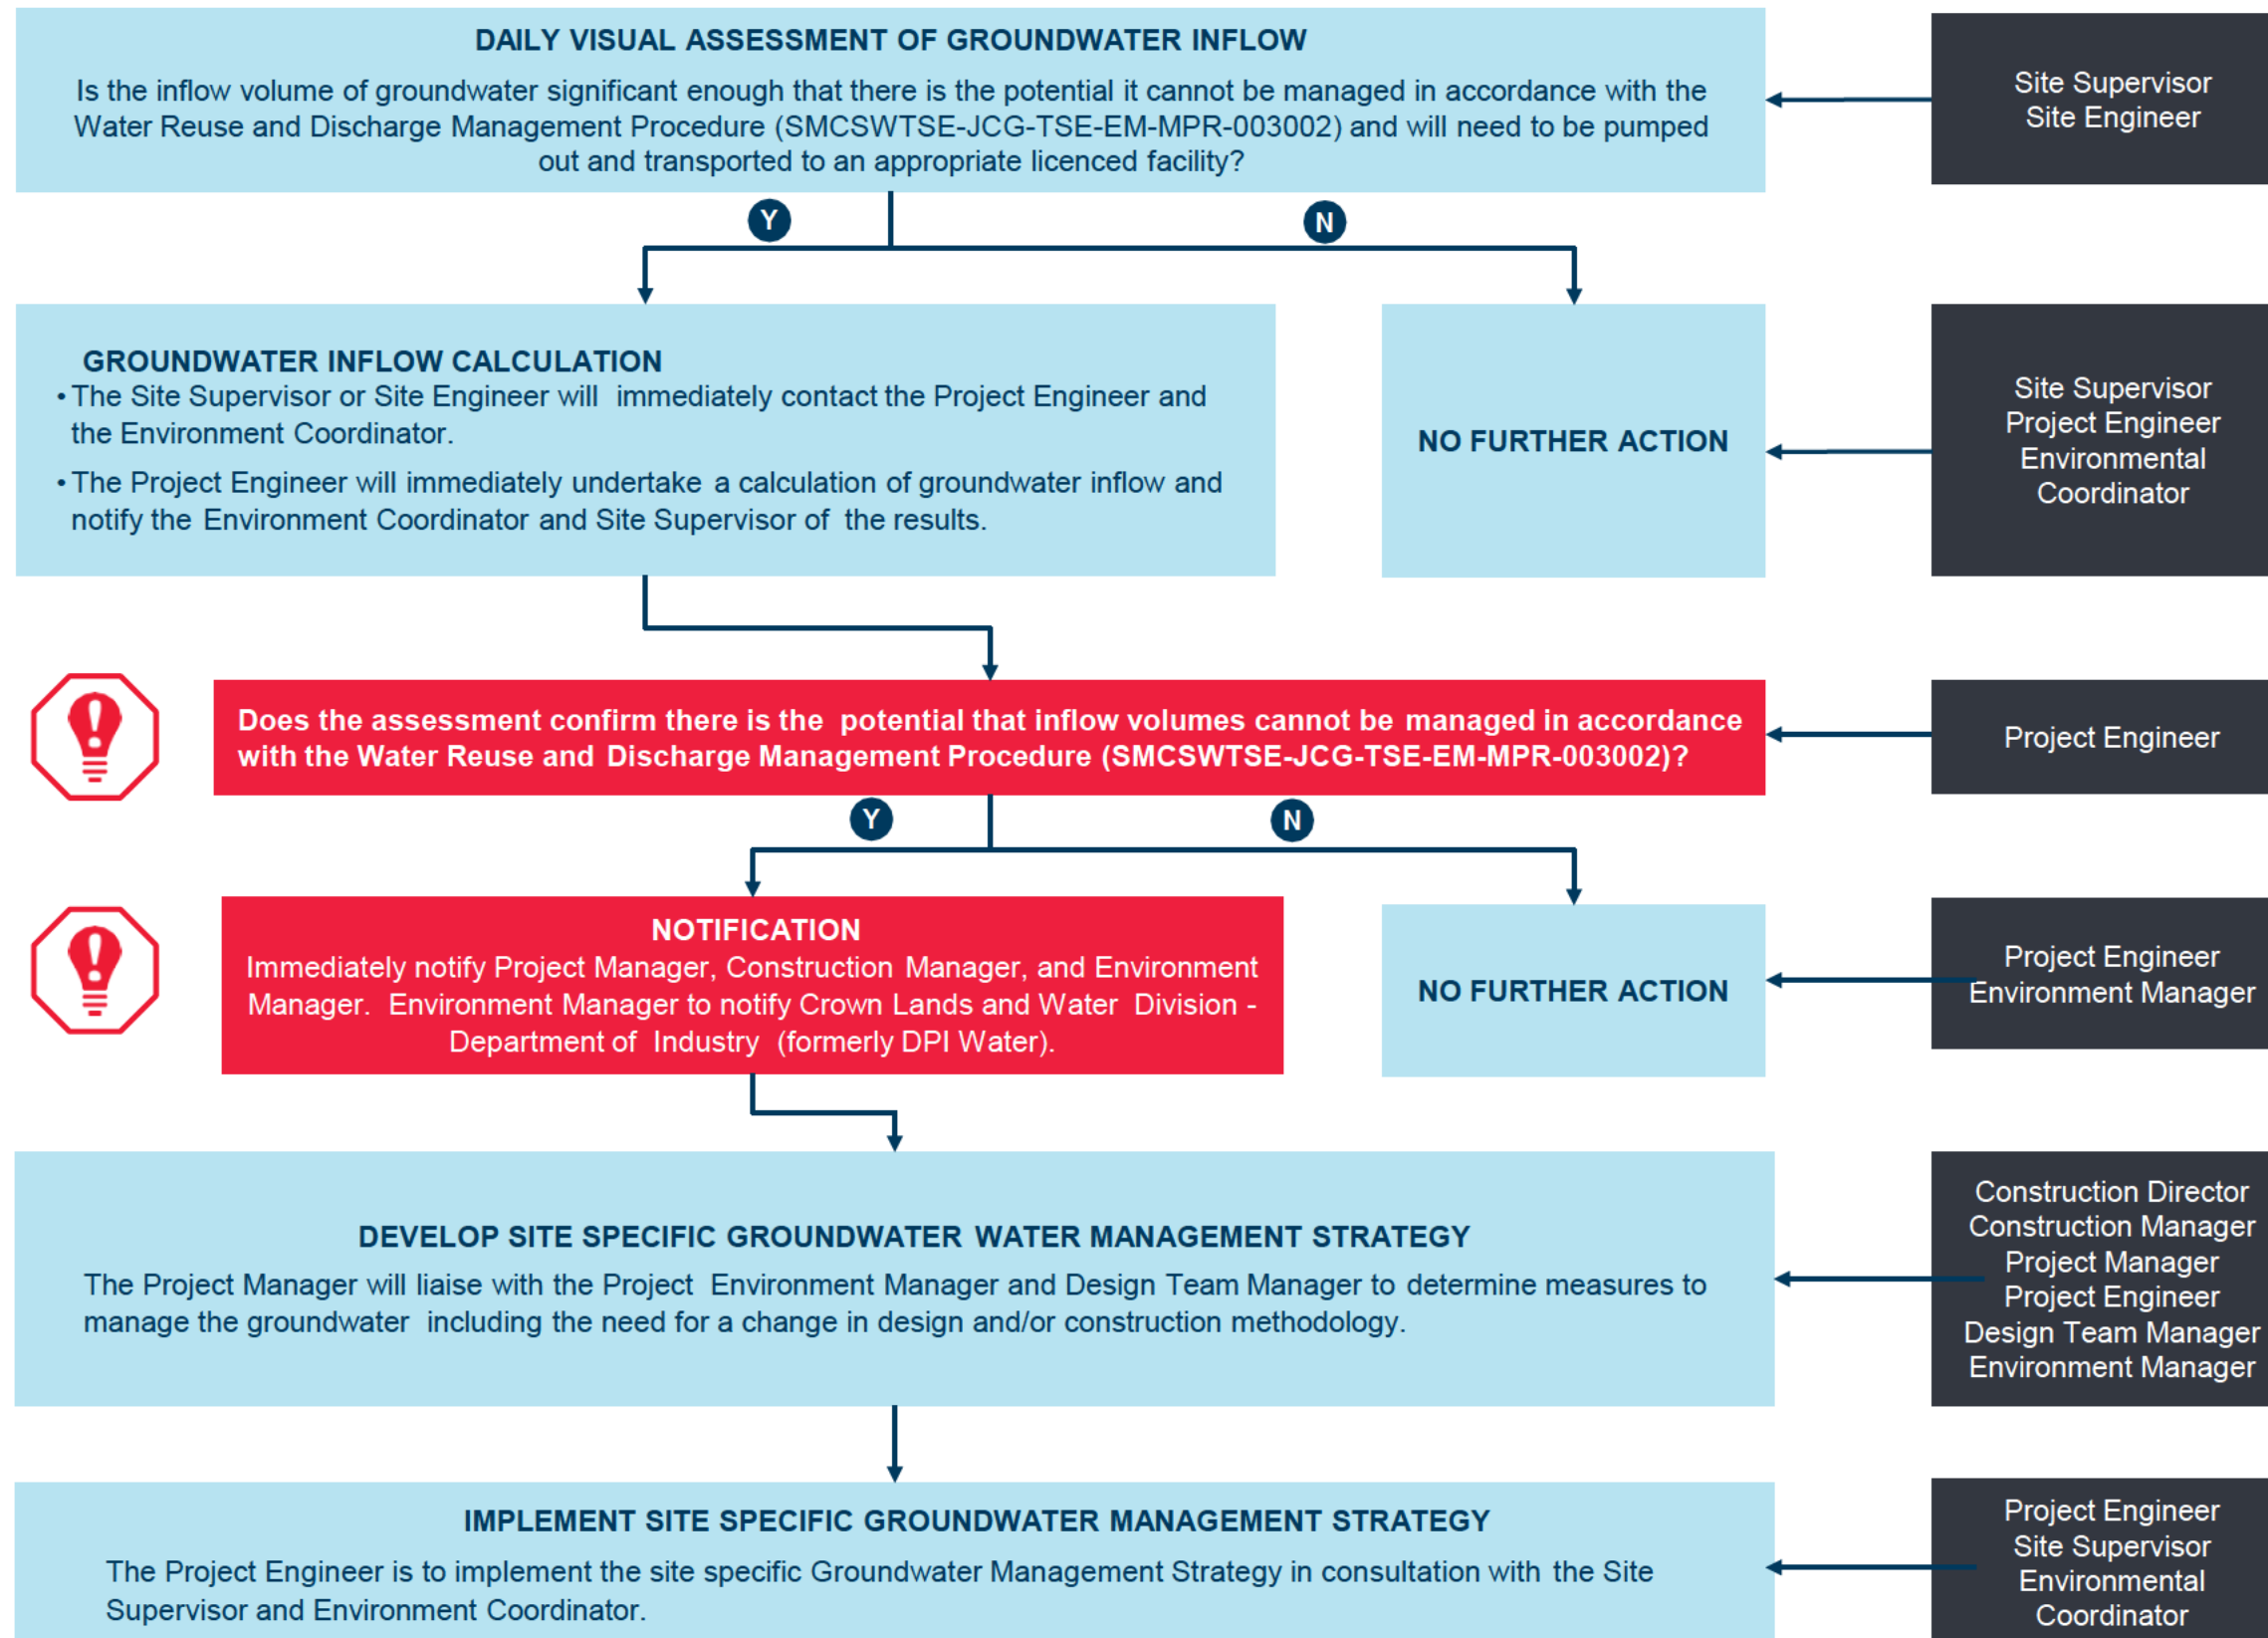 DAILY VISUAL ASSESSMENT OF GROUNDWATER INFLOW
Is the inflow volume of groundwater significant enough that there is the potential it cannot be managed in accordance with the
Water Reuse and Discharge Management Procedure (SMCSWTSE-JCG-TSE-EM-MPR-003002) and will need to be pumped
out and transported to an appropriate licenced facility?
Site Supervisor
Site Engineer
Y
N
GROUNDWATER INFLOW CALCULATION
• The Site Supervisor or Site Engineer will immediately contact the Project Engineer and
the Environment Coordinator.
• The Project Engineer will immediately undertake a calculation of groundwater inflow and
notify the Environment Coordinator and Site Supervisor of the results.
NO FURTHER ACTION
Site Supervisor
Project Engineer
Environmental
Coordinator
Does the assessment confirm there is the potential that inflow volumes cannot be managed in accordance
with the Water Reuse and Discharge Management Procedure (SMCSWTSE-JCG-TSE-EM-MPR-003002)?
Project Engineer
Y
N
NOTIFICATION
Immediately notify Project Manager, Construction Manager, and Environment
Manager. Environment Manager to notify Crown Lands and Water Division -
Department of Industry (formerly DPI Water).
NO FURTHER ACTION
Project Engineer
Environment Manager
DEVELOP SITE SPECIFIC GROUNDWATER WATER MANAGEMENT STRATEGY
The Project Manager will liaise with the Project Environment Manager and Design Team Manager to determine measures to
manage the groundwater including the need for a change in design and/or construction methodology.
Construction Director
Construction Manager
Project Manager
Project Engineer
Design Team Manager
Environment Manager
IMPLEMENT SITE SPECIFIC GROUNDWATER MANAGEMENT STRATEGY
The Project Engineer is to implement the site specific Groundwater Management Strategy in consultation with the Site
Supervisor and Environment Coordinator.
Project Engineer
Site Supervisor
Environmental
Coordinator